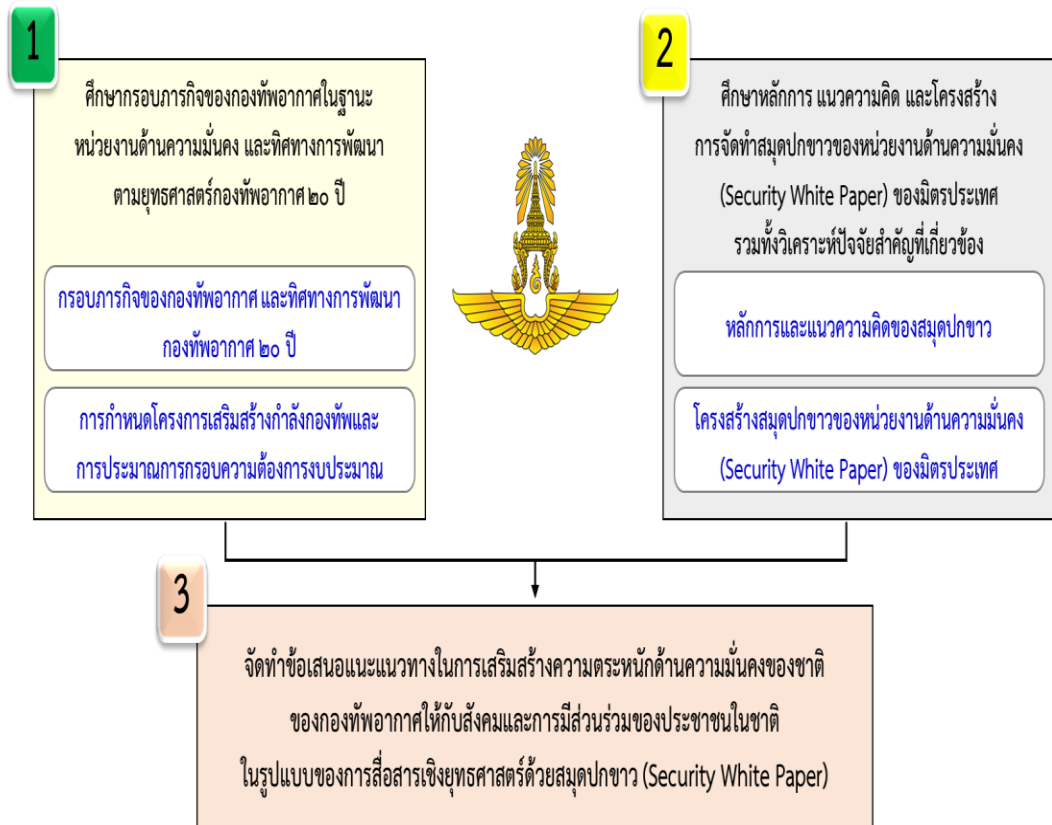 1
ศึกษากรอบภารกิจของกองทัพอากาศในฐานะ
หน่วยงานด้านความมั่นคง และทิศทางการพัฒนา
ตามยุทธศาสตร์กองทัพอากาศ ๒๐ ปี
กรอบภารกิจของกองทัพอากาศ และทิศทางการพัฒนา
กองทัพอากาศ ๒๐ ปี
การกำหนดโครงการเสริมสร้างกำลังกองทัพและ
การประมาณการกรอบความต้องการงบประมาณ
2
ศึกษาหลักการ แนวความคิด และโครงสร้าง
การจัดทำสมุดปกขาวของหน่วยงานด้านความมั่นคง
(Security White Paper) ของมิตรประเทศ
รวมทั้งวิเคราะห์ปัจจัยสำคัญที่เกี่ยวข้อง
หลักการและแนวความคิดของสมุดปกขาว
โครงสร้างสมุดปกขาวของหน่วยงานด้านความมั่นคง
(Security White Paper) ของมิตรประเทศ
3
จัดทำข้อเสนอแนะแนวทางในการเสริมสร้างความตระหนักด้านความมั่นคงของชาติ
ของกองทัพอากาศให้กับสังคมและการมีส่วนร่วมของประชาชนในชาติ
ในรูปแบบของการสื่อสารเชิงยุทธศาสตร์ด้วยสมุดปกขาว (Security White Paper)